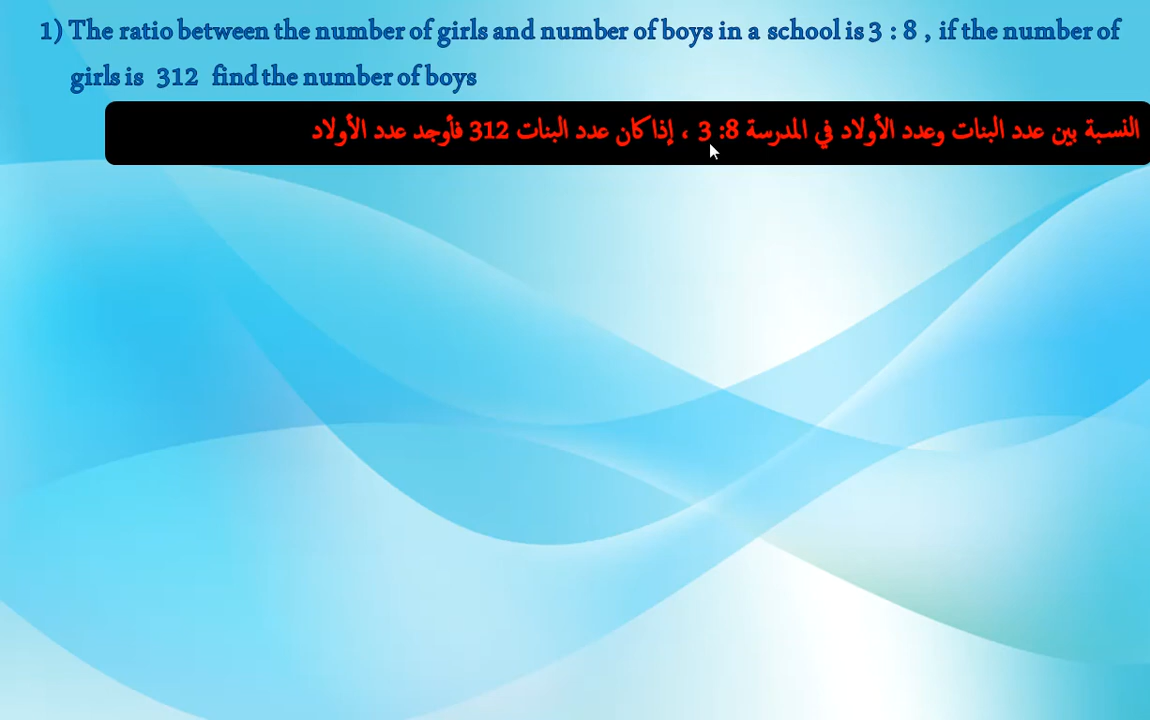 1) The ratio between the number of girls and number of boys in a school is 3 : 8 , if the number of
girls is 312 find the number of boys
النسبة بين عدد البنات وعدد الأولاد في المدرسة 8: 3 ، إذا كان عدد البنات 312 فأوجد عدد الأولاد